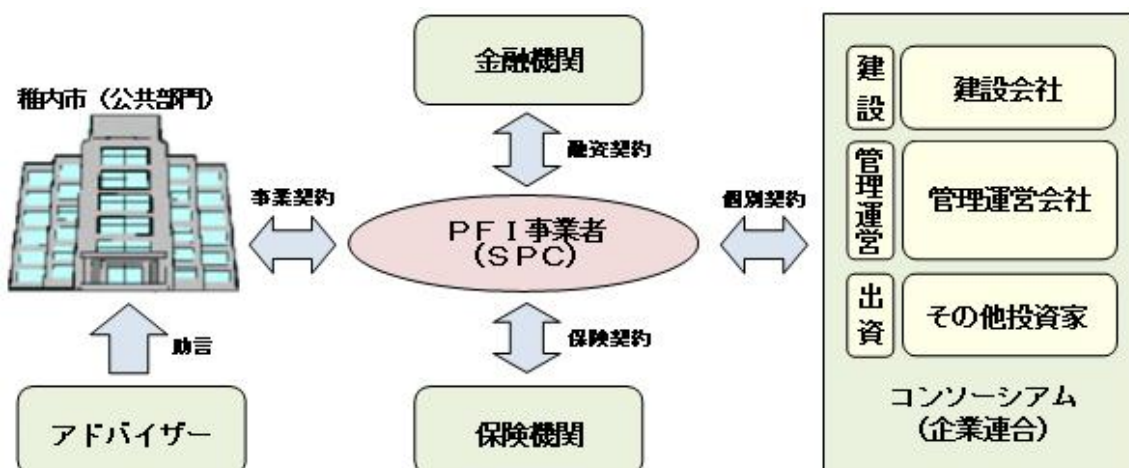 金融機関
稚内市（公共部門）
融資契約
事業契約
ＰＦＩ事業者
（ＳＰＣ）
個別契約
保険契約
助言
アドバイザー
保険機関
建設
建設会社
管理運営
管理運営会社
出資
その他投資家
コンソーシアム
（企業連合）